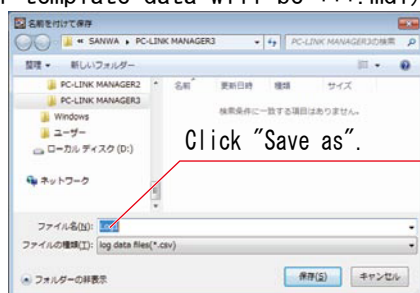 r template data will be ***.mdf)
名前を付けて保存
« SANWA ▸ PC-LINK MANAGER3
PC-LINK MANAGER3の検索
整理 ▾ 新しいフォルダー
PC-LINK MANAGER2
名前 更新日時 種類 サイズ
PC-LINK MANAGER3
検索条件に一致する項目はありません。
Windows
ユーザー
ローカル ディスク (D:)
Click "Save as".
ネットワーク
ファイル名(N):
ファイルの種類(T): log data files(*.csv)
フォルダーの非表示
保存(S) キャンセル